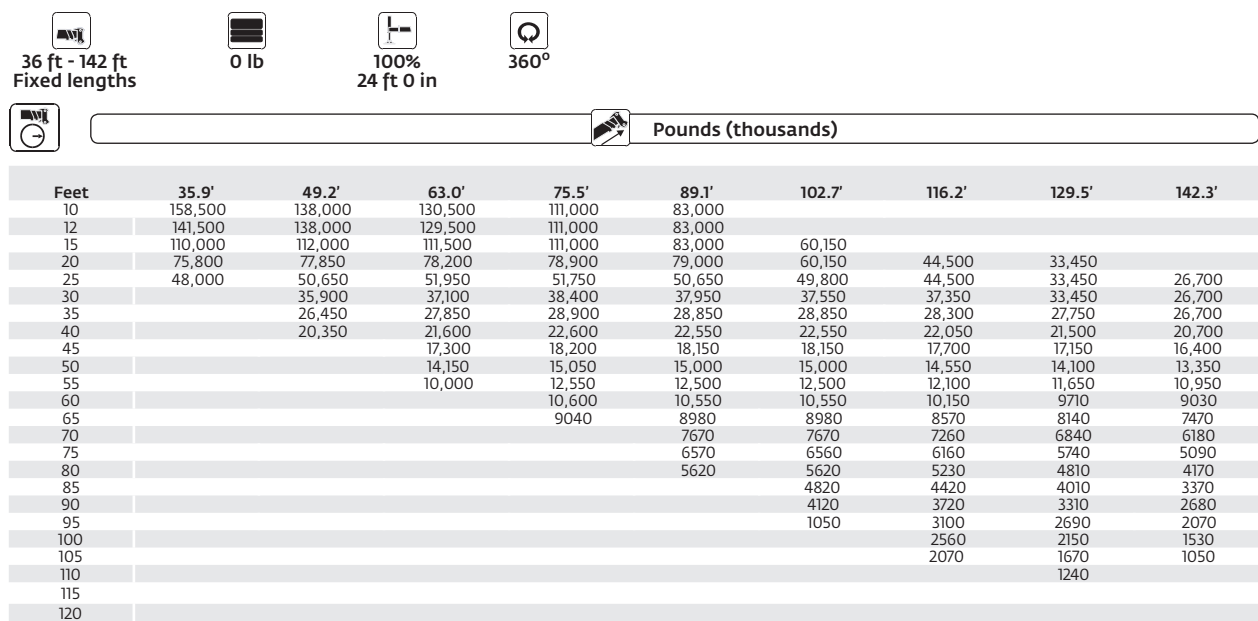 36 ft - 142 ft 0 lb 100% 360°
Fixed lengths 24 ft 0 in
Pounds (thousands)
Feet 35.9' 49.2' 63.0' 75.5' 89.1' 102.7' 116.2' 129.5' 142.3'
10 158,500 138,000 130,500 111,000 83,000
12 141,500 138,000 129,500 111,000 83,000
15 110,000 112,000 111,500 111,000 83,000 60,150
20 75,800 77,850 78,200 78,900 79,000 60,150 44,500 33,450
25 48,000 50,650 51,950 51,750 50,650 49,800 44,500 33,450 26,700
30 35,900 37,100 38,400 37,950 37,550 37,350 33,450 26,700
35 26,450 27,850 28,900 28,850 28,850 28,300 27,750 26,700
40 20,350 21,600 22,600 22,550 22,550 22,050 21,500 20,700
45 17,300 18,200 18,150 18,150 17,700 17,150 16,400
50 14,150 15,050 15,000 15,000 14,550 14,100 13,350
55 10,000 12,550 12,500 12,500 12,100 11,650 10,950
60 10,600 10,550 10,550 10,150 9710 9030
65 9040 8980 8980 8570 8140 7470
70 7670 7670 7260 6840 6180
75 6570 6560 6160 5740 5090
80 5620 5620 5230 4810 4170
85 4820 4420 4010 3370
90 4120 3720 3310 2680
95 1050 3100 2690 2070
100 2560 2150 1530
105 2070 1670 1050
110 1240
115
120